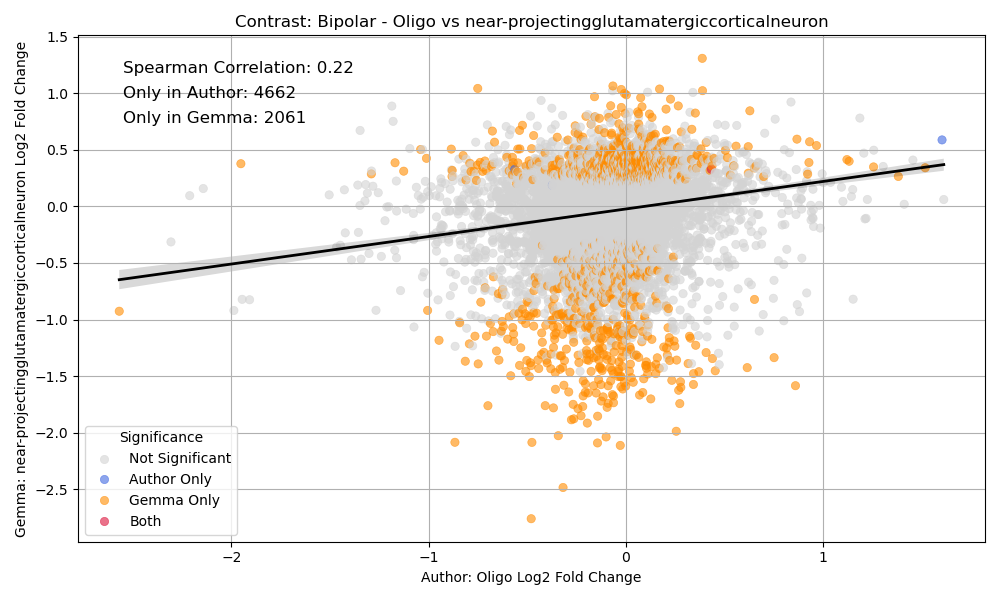 Contrast: Bipolar - Oligo vs near-projectingglutamatergiccorticalneuron
Gemma: near-projectingglutamatergiccorticalneuron Log2 Fold Change
1.5
1.0
0.5
0.0
−0.5
−1.0
−1.5
−2.0
−2.5
Spearman Correlation: 0.22
Only in Author: 4662
Only in Gemma: 2061
Significance
Not Significant
Author Only
Gemma Only
Both
−2
−1
0
1
Author: Oligo Log2 Fold Change